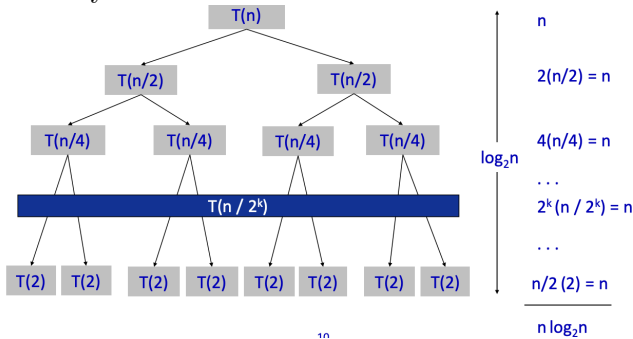 T(n) n
T(n/2) T(n/2) 2(n/2) = n
T(n/4) T(n/4) T(n/4) T(n/4) 4(n/4) = n
log₂n
. . .
T(n / 2ᵏ) 2ᵏ (n / 2ᵏ) = n
. . .
T(2) T(2) T(2) T(2) T(2) T(2) T(2) T(2) n/2 (2) = n
n log₂n
10